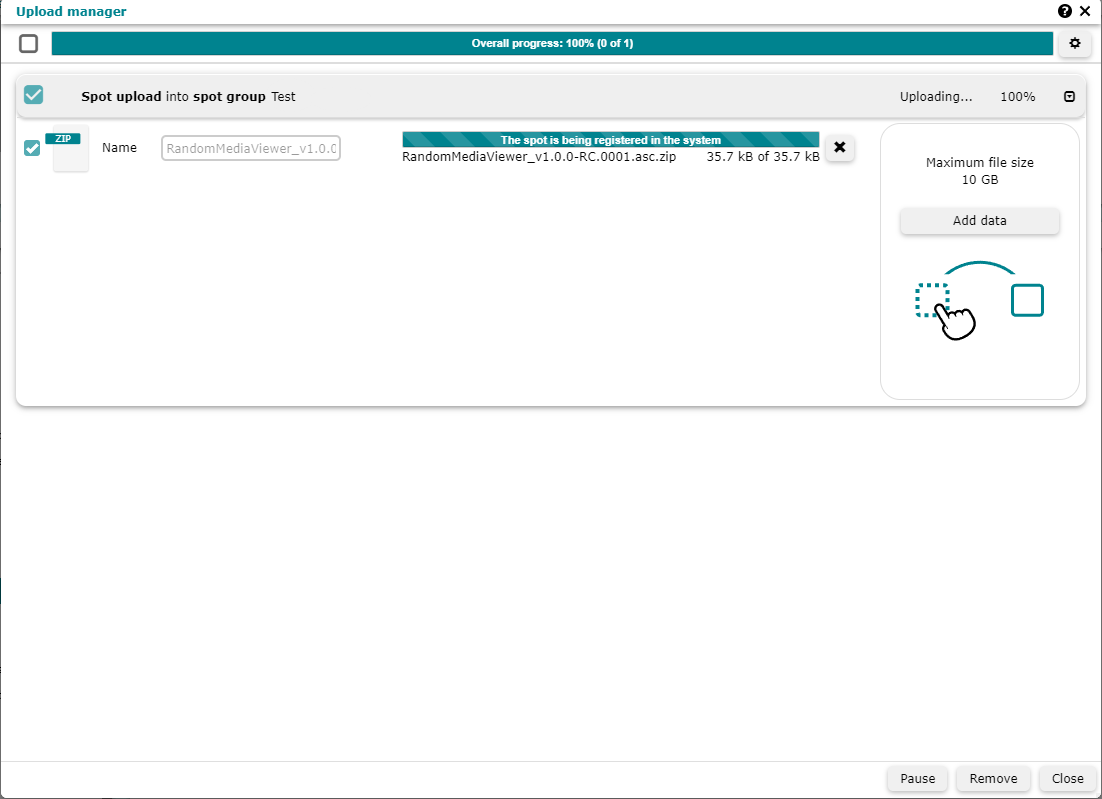 Upload manager
Overall progress: 100% (0 of 1)
Spot upload into spot group Test
Uploading... 100%
ZIP
Name
RandomMediaViewer_v1.0.0
The spot is being registered in the system
RandomMediaViewer_v1.0.0-RC.0001.asc.zip 35.7 kB of 35.7 kB
Maximum file size
10 GB
Add data
Pause Remove Close